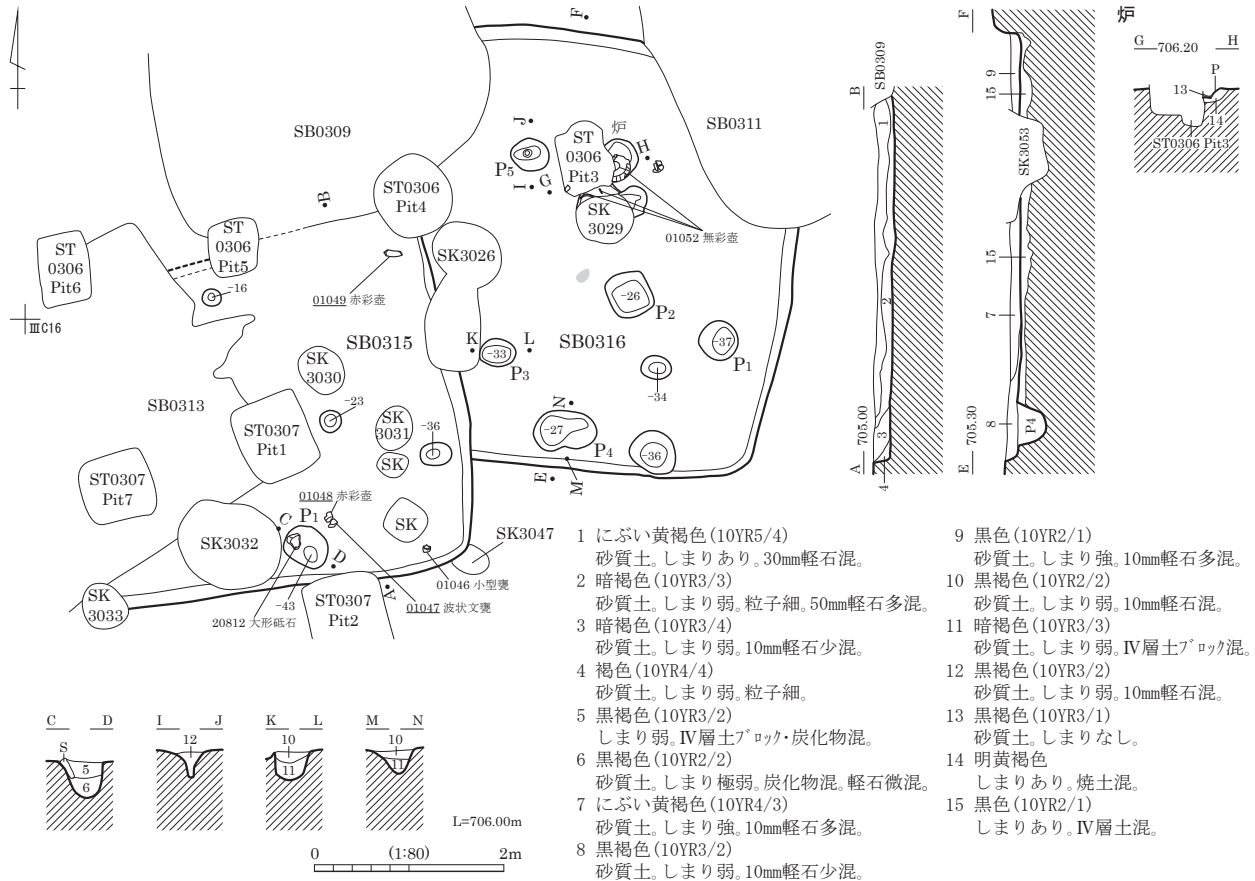 F
炉
G 706.20 H
P
13
14
ST0306 Pit3
SB0309
SB0311
SB0309
B
B
F
9
15
SK3053
15
7
8
P4
E 705.30
1
2
3
4
A 705.00
J
炉
H
ST
0306
Pit3
P5
I
G
SK
3029
01052 無彩壺
ST0306
Pit4
SK3026
ST
0306
Pit5
ST
0306
Pit6
-16
01049 赤彩壺
ⅢC16
-26
P2
-37
P1
SB0315
SB0316
K
L
-33
P3
-34
SK
3030
SB0313
-23
N
ST0307
Pit1
SK
3031
-36
-27
P4
-36
SK
E
M
ST0307
Pit7
01048 赤彩壺
C
P1
SK
SK3032
D
SK3047
01046 小型甕
SK
3033
-43
A
01047 波状文甕
ST0307
Pit2
20812 大形砥石
C D
S
5
6
I J
12
K L
10
11
M N
10
11
L=706.00m
0 (1:80) 2m
1 にぶい黄褐色(10YR5/4)
砂質土。しまりあり。30mm軽石混。
2 暗褐色(10YR3/3)
砂質土。しまり弱。粒子細。50mm軽石多混。
3 暗褐色(10YR3/4)
砂質土。しまり弱。10mm軽石少混。
4 褐色(10YR4/4)
砂質土。しまり弱。粒子細。
5 黒褐色(10YR3/2)
しまり弱。Ⅳ層土ブロック・炭化物混。
6 黒褐色(10YR2/2)
砂質土。しまり極弱。炭化物混。軽石微混。
7 にぶい黄褐色(10YR4/3)
砂質土。しまり強。10mm軽石多混。
8 黒褐色(10YR3/2)
砂質土。しまり弱。10mm軽石少混。
9 黒色(10YR2/1)
砂質土。しまり強。10mm軽石多混。
10 黒褐色(10YR2/2)
砂質土。しまり弱。10mm軽石混。
11 暗褐色(10YR3/3)
砂質土。しまり弱。Ⅳ層土ブロック混。
12 黒褐色(10YR3/2)
砂質土。しまり弱。10mm軽石混。
13 黒褐色(10YR3/1)
砂質土。しまりなし。
14 明黄褐色
しまりあり。焼土混。
15 黒色(10YR2/1)
しまりあり。Ⅳ層土混。